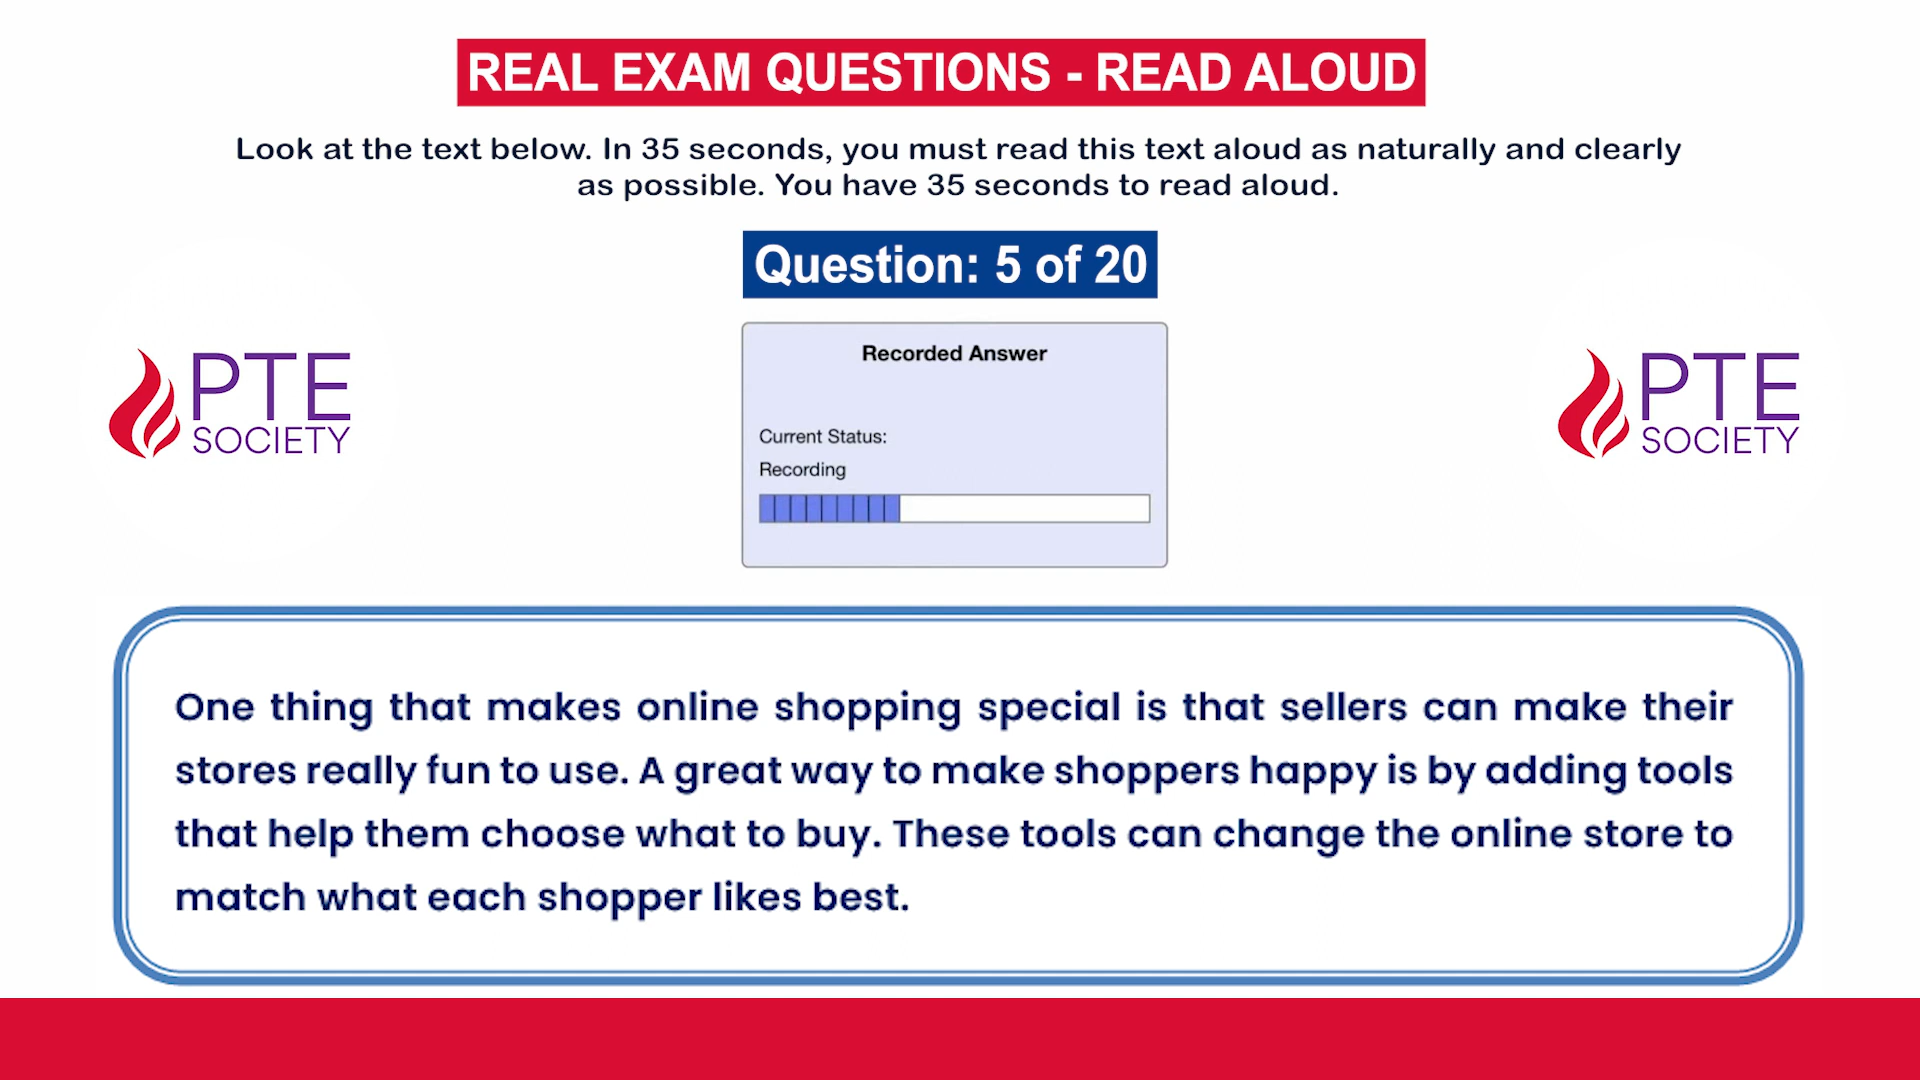 REAL EXAM QUESTIONS - READ ALOUD
Look at the text below. In 35 seconds, you must read this text aloud as naturally and clearly
as possible. You have 35 seconds to read aloud.
Question: 5 of 20
Recorded Answer
Current Status:
Recording
PTE
SOCIETY
PTE
SOCIETY
One thing that makes online shopping special is that sellers can make their
stores really fun to use. A great way to make shoppers happy is by adding tools
that help them choose what to buy. These tools can change the online store to
match what each shopper likes best.